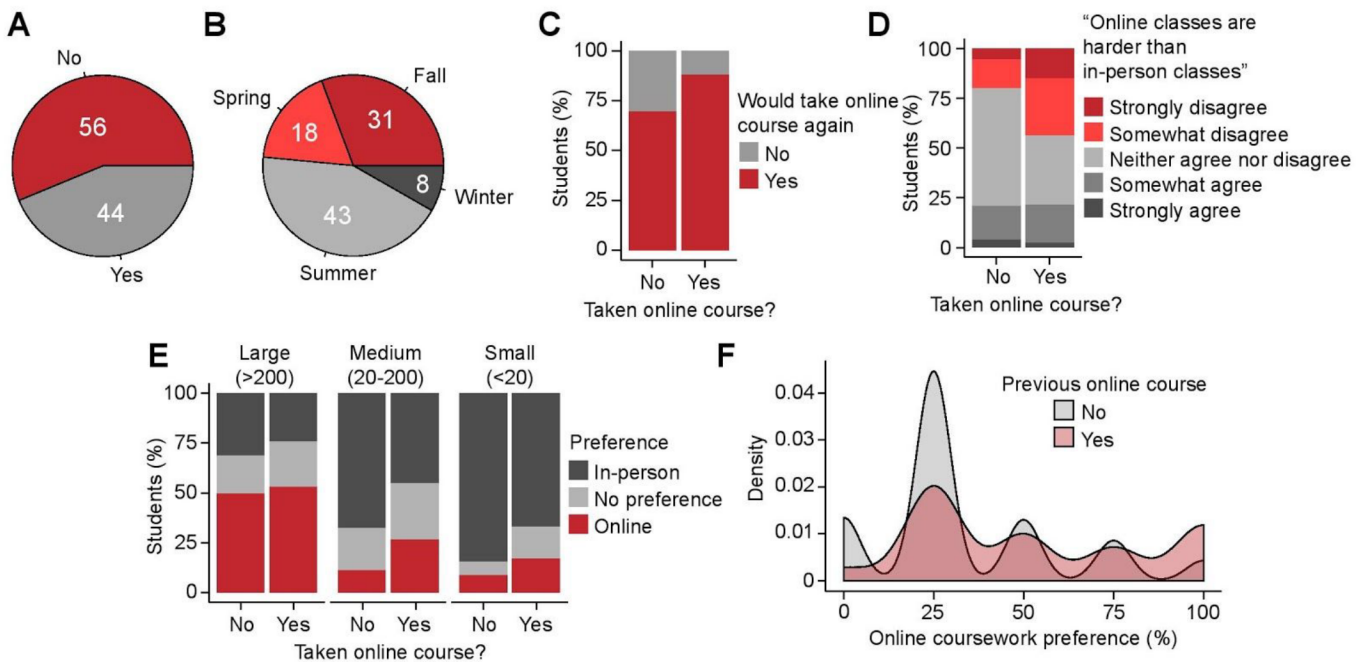 A
No
56
44
Yes
B
Spring
Fall
18
31
8
Winter
43
Summer
C
100
75
50
25
0
Students (%)
No
Yes
Taken online course?
Would take online
course again
No
Yes
D
100
75
50
25
0
Students (%)
No
Yes
Taken online course?
“Online classes are
harder than
in-person classes”
Strongly disagree
Somewhat disagree
Neither agree nor disagree
Somewhat agree
Strongly agree
E
Large
(>200)
Medium
(20-200)
Small
(<20)
100
75
50
25
0
Students (%)
No
Yes
No
Yes
No
Yes
Taken online course?
Preference
In-person
No preference
Online
F
0.04
0.03
0.02
0.01
0
Density
Previous online course
No
Yes
0
25
50
75
100
Online coursework preference (%)